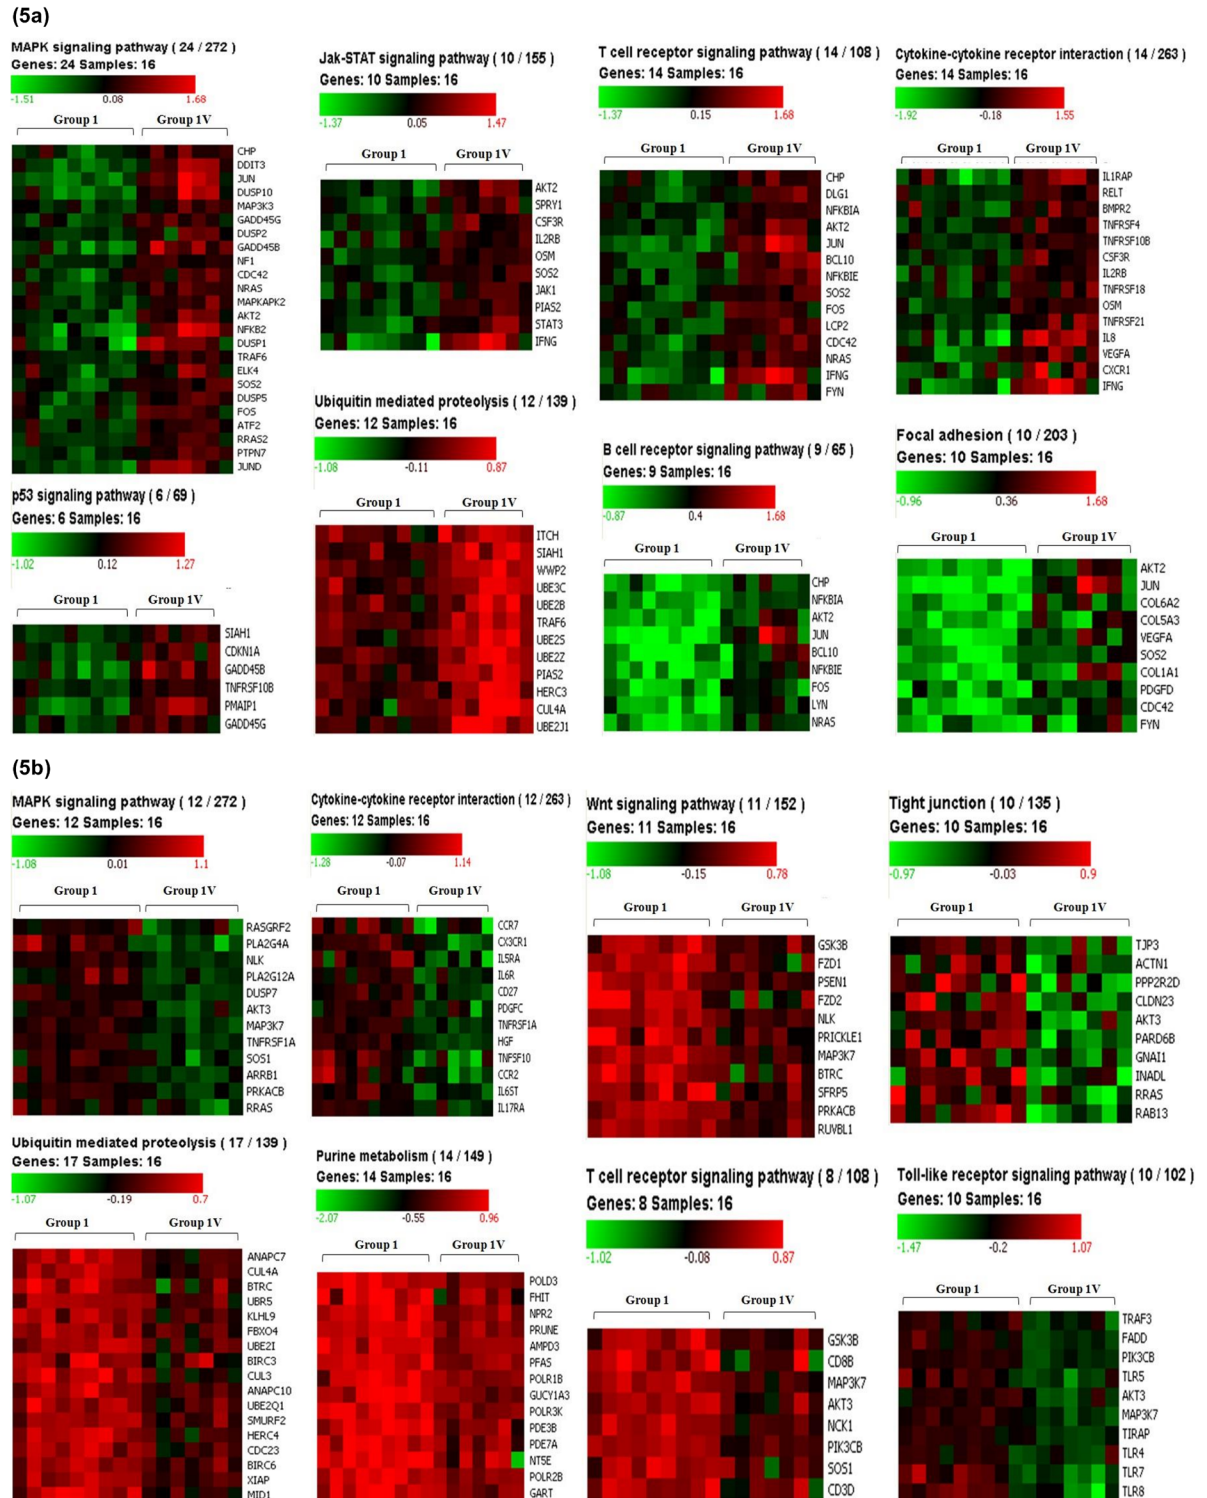 (5a)
MAPK signaling pathway ( 24 / 272 )
Genes: 24 Samples: 16
-1.51 0.08 1.68
Group 1 Group 1V
CHP
DDIT3
JUN
DUSP10
MAP3K3
GADD45G
DUSP2
GADD45B
NF1
CDC42
NRAS
MAPKAPK2
AKT2
NFKB2
DUSP1
TRAF6
ELK4
SOS2
DUSP5
FOS
ATF2
RRAS2
PTPN7
JUND
Jak-STAT signaling pathway ( 10 / 155 )
Genes: 10 Samples: 16
-1.37 0.05 1.47
Group 1 Group 1V
AKT2
SPRY1
CSF3R
IL2RB
OSM
SOS2
JAK1
PIAS2
STAT3
IFNG
T cell receptor signaling pathway ( 14 / 108 )
Genes: 14 Samples: 16
-1.37 0.15 1.68
Group 1 Group 1V
CHP
DLG1
NFKBIA
AKT2
JUN
BCL10
NFKBIE
SOS2
FOS
LCP2
CDC42
NRAS
IFNG
FYN
Cytokine-cytokine receptor interaction ( 14 / 263 )
Genes: 14 Samples: 16
-1.92 -0.18 1.55
Group 1 Group 1V
IL1RAP
RELT
BMPR2
TNFRSF4
TNFRSF10B
CSF3R
IL2RB
TNFRSF18
OSM
TNFRSF21
IL8
VEGFA
CXCR1
IFNG
p53 signaling pathway ( 6 / 69 )
Genes: 6 Samples: 16
-1.02 0.12 1.27
Group 1 Group 1V
SIAH1
CDKN1A
GADD45B
TNFRSF10B
PMAIP1
GADD45G
Ubiquitin mediated proteolysis ( 12 / 139 )
Genes: 12 Samples: 16
-1.08 -0.11 0.87
Group 1 Group 1V
ITCH
SIAH1
WWP2
UBE3C
UBE2B
TRAF6
UBE2S
UBE2Z
PIAS2
HERC3
CUL4A
UBE2J1
B cell receptor signaling pathway ( 9 / 65 )
Genes: 9 Samples: 16
-0.87 0.4 1.68
Group 1 Group 1V
CHP
NFKBIA
AKT2
JUN
BCL10
NFKBIE
FOS
LYN
NRAS
Focal adhesion ( 10 / 203 )
Genes: 10 Samples: 16
-0.96 0.36 1.68
Group 1 Group 1V
AKT2
JUN
COL6A2
COL5A3
VEGFA
SOS2
COL1A1
PDGFD
CDC42
FYN
(5b)
MAPK signaling pathway ( 12 / 272 )
Genes: 12 Samples: 16
-1.08 0.01 1.1
Group 1 Group 1V
RASGRF2
PLA2G4A
NLK
PLA2G12A
DUSP7
AKT3
MAP3K7
TNFRSF1A
SOS1
ARRB1
PRKACB
RRAS
Cytokine-cytokine receptor interaction ( 12 / 263 )
Genes: 12 Samples: 16
-1.28 -0.07 1.14
Group 1 Group 1V
CCR7
CX3CR1
IL5RA
IL6R
CD27
PDGFC
TNFRSF1A
HGF
TNFSF10
CCR2
IL6ST
IL17RA
Wnt signaling pathway ( 11 / 152 )
Genes: 11 Samples: 16
-1.08 -0.15 0.78
Group 1 Group 1V
GSK3B
FZD1
PSEN1
FZD2
NLK
PRICKLE1
MAP3K7
BTRC
SFRP5
PRKACB
RUVBL1
Tight junction ( 10 / 135 )
Genes: 10 Samples: 16
-0.97 -0.03 0.9
Group 1 Group 1V
TJP3
ACTN1
PPP2R2D
CLDN23
AKT3
PARD6B
GNAI1
INADL
RRAS
RAB13
Ubiquitin mediated proteolysis ( 17 / 139 )
Genes: 17 Samples: 16
-1.07 -0.19 0.7
Group 1 Group 1V
ANAPC7
CUL4A
BTRC
UBR5
KLHL9
FBXO4
UBE2I
BIRC3
CUL3
ANAPC10
UBE2Q1
SMURF2
HERC4
CDC23
BIRC6
XIAP
MID1
Purine metabolism ( 14 / 149 )
Genes: 14 Samples: 16
-2.07 -0.55 0.96
Group 1 Group 1V
POLD3
FHIT
NPR2
PRUNE
AMPD3
PFAS
POLR1B
GUCY1A3
POLR3K
PDE3B
PDE7A
NT5E
POLR2B
GART
T cell receptor signaling pathway ( 8 / 108 )
Genes: 8 Samples: 16
-1.02 -0.08 0.87
Group 1 Group 1V
GSK3B
CD8B
MAP3K7
AKT3
NCK1
PIK3CB
SOS1
CD3D
Toll-like receptor signaling pathway ( 10 / 102 )
Genes: 10 Samples: 16
-1.47 -0.2 1.07
Group 1 Group 1V
TRAF3
FADD
PIK3CB
TLR5
AKT3
MAP3K7
TIRAP
TLR4
TLR7
TLR8